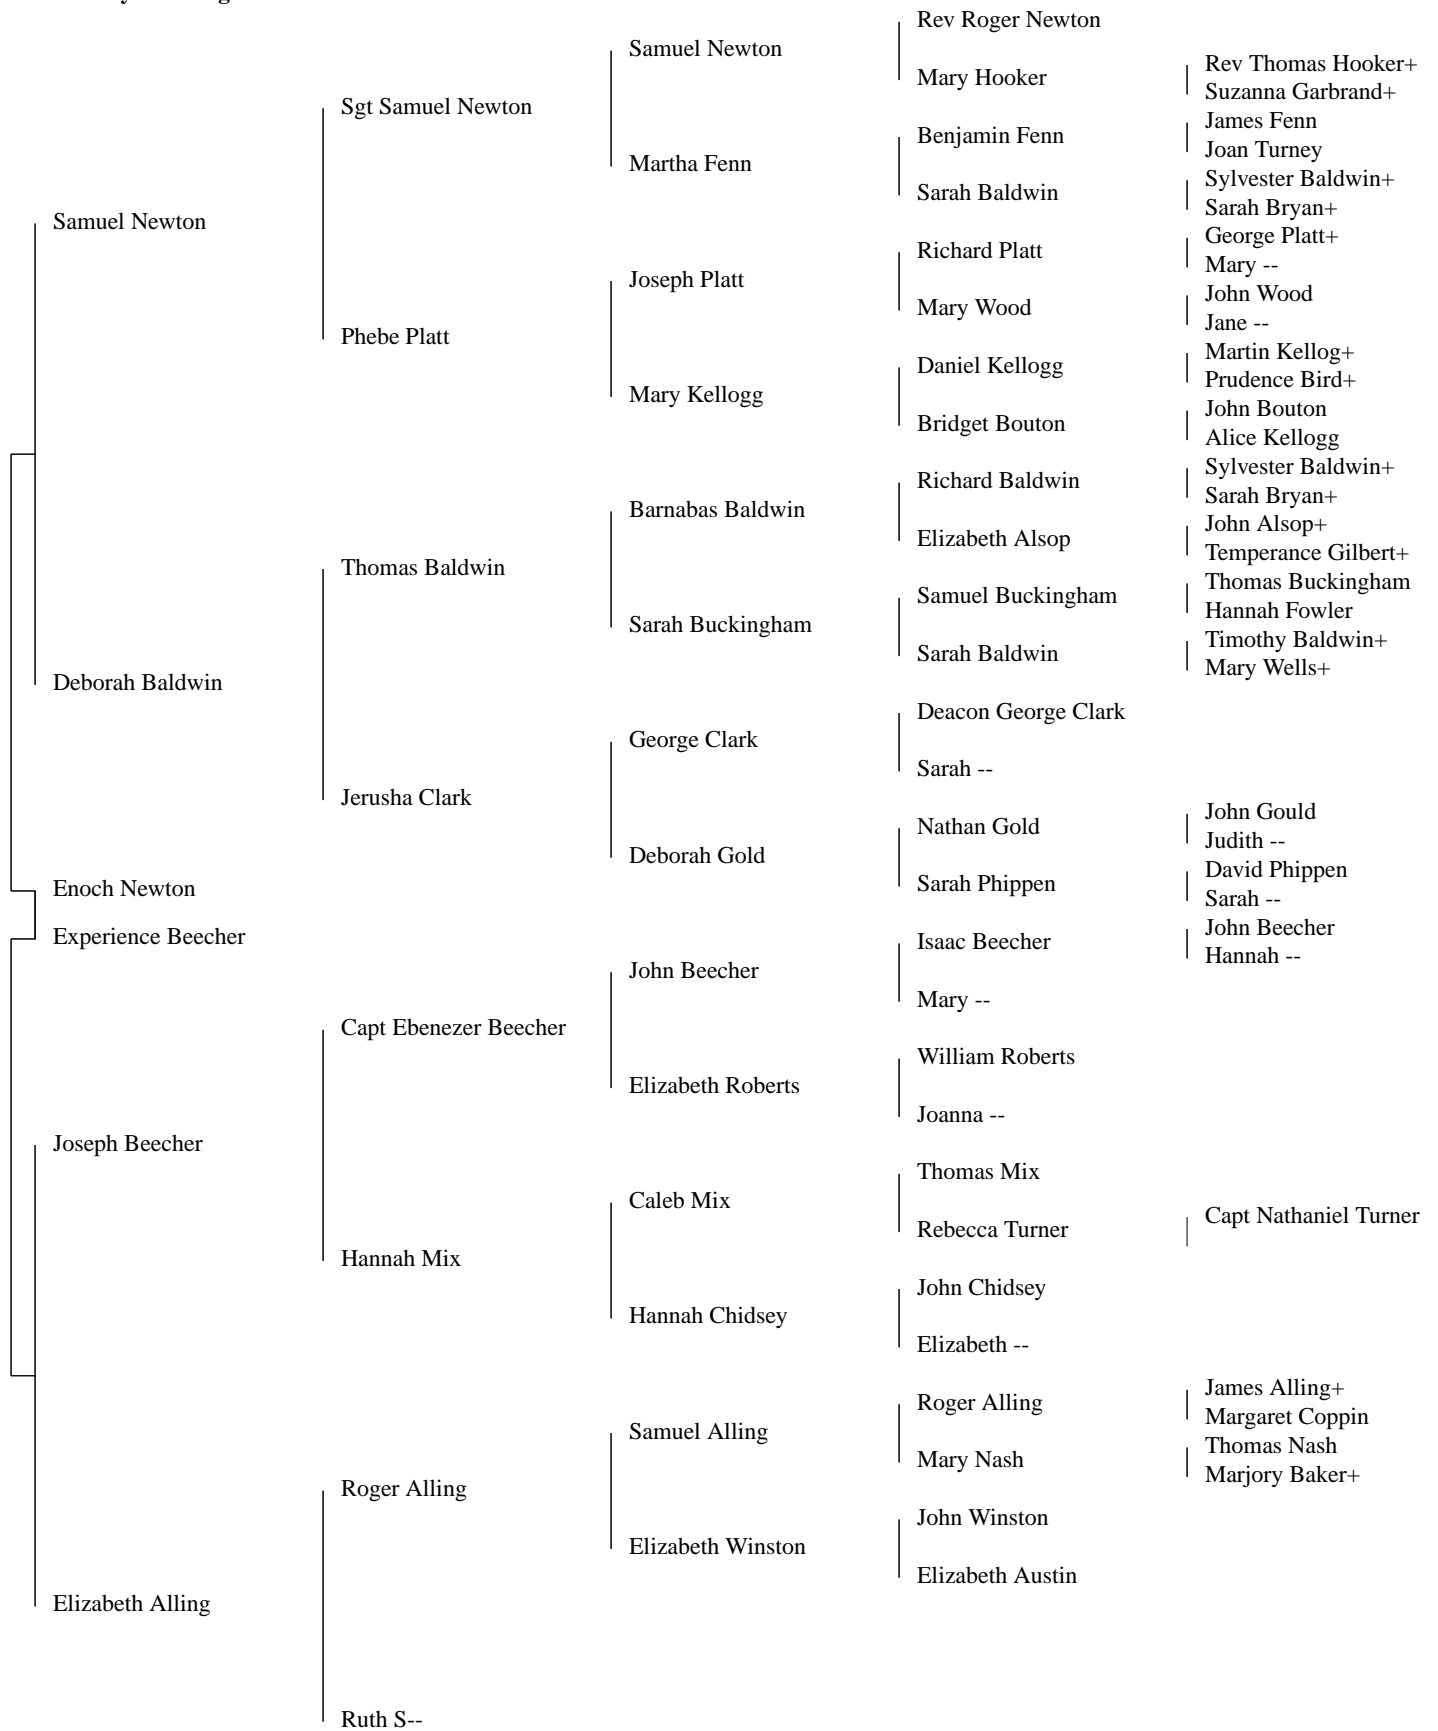 Rev Roger Newton
Samuel Newton
Rev Thomas Hooker+
Mary Hooker
Suzanna Garbrand+
Sgt Samuel Newton
James Fenn
Benjamin Fenn
Joan Turney
Martha Fenn
Sylvester Baldwin+
Sarah Baldwin
Sarah Bryan+
Samuel Newton
George Platt+
Richard Platt
Mary --
Joseph Platt
John Wood
Mary Wood
Jane --
Phebe Platt
Martin Kellog+
Daniel Kellogg
Prudence Bird+
Mary Kellogg
John Bouton
Bridget Bouton
Alice Kellogg
Sylvester Baldwin+
Richard Baldwin
Sarah Bryan+
Barnabas Baldwin
John Alsop+
Elizabeth Alsop
Temperance Gilbert+
Thomas Baldwin
Thomas Buckingham
Samuel Buckingham
Hannah Fowler
Sarah Buckingham
Timothy Baldwin+
Sarah Baldwin
Mary Wells+
Deborah Baldwin
Deacon George Clark
George Clark
Sarah --
Jerusha Clark
John Gould
Nathan Gold
Judith --
Deborah Gold
David Phippen
Sarah Phippen
Enoch Newton
Sarah --
John Beecher
Experience Beecher
Isaac Beecher
Hannah --
John Beecher
Mary --
Capt Ebenezer Beecher
William Roberts
Elizabeth Roberts
Joanna --
Joseph Beecher
Thomas Mix
Caleb Mix
Capt Nathaniel Turner
Rebecca Turner
Hannah Mix
John Chidsey
Hannah Chidsey
Elizabeth --
James Alling+
Roger Alling
Margaret Coppin
Samuel Alling
Thomas Nash
Mary Nash
Marjory Baker+
Roger Alling
John Winston
Elizabeth Winston
Elizabeth Austin
Elizabeth Alling
Ruth S--